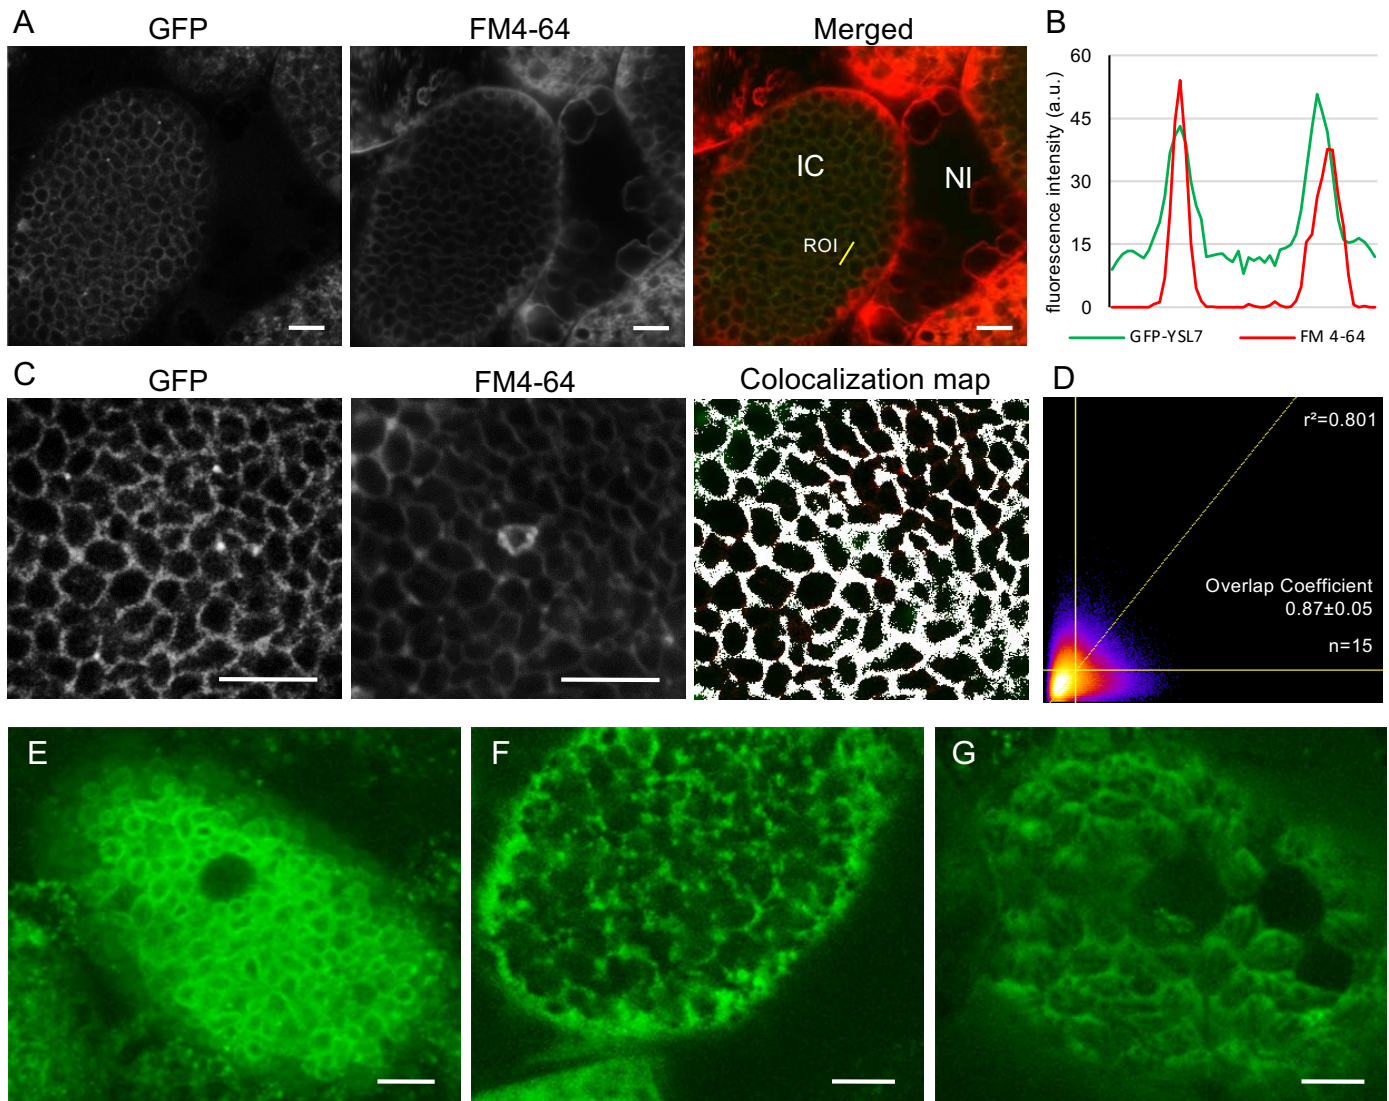 A
GFP
FM4-64
Merged
IC
NI
ROI
B
fluorescence intensity (a.u.)
60
45
30
15
0
GFP-YSL7
FM 4-64
C
GFP
FM4-64
Colocalization map
D
r²=0.801
Overlap Coefficient
0.87±0.05
n=15
E
F
G